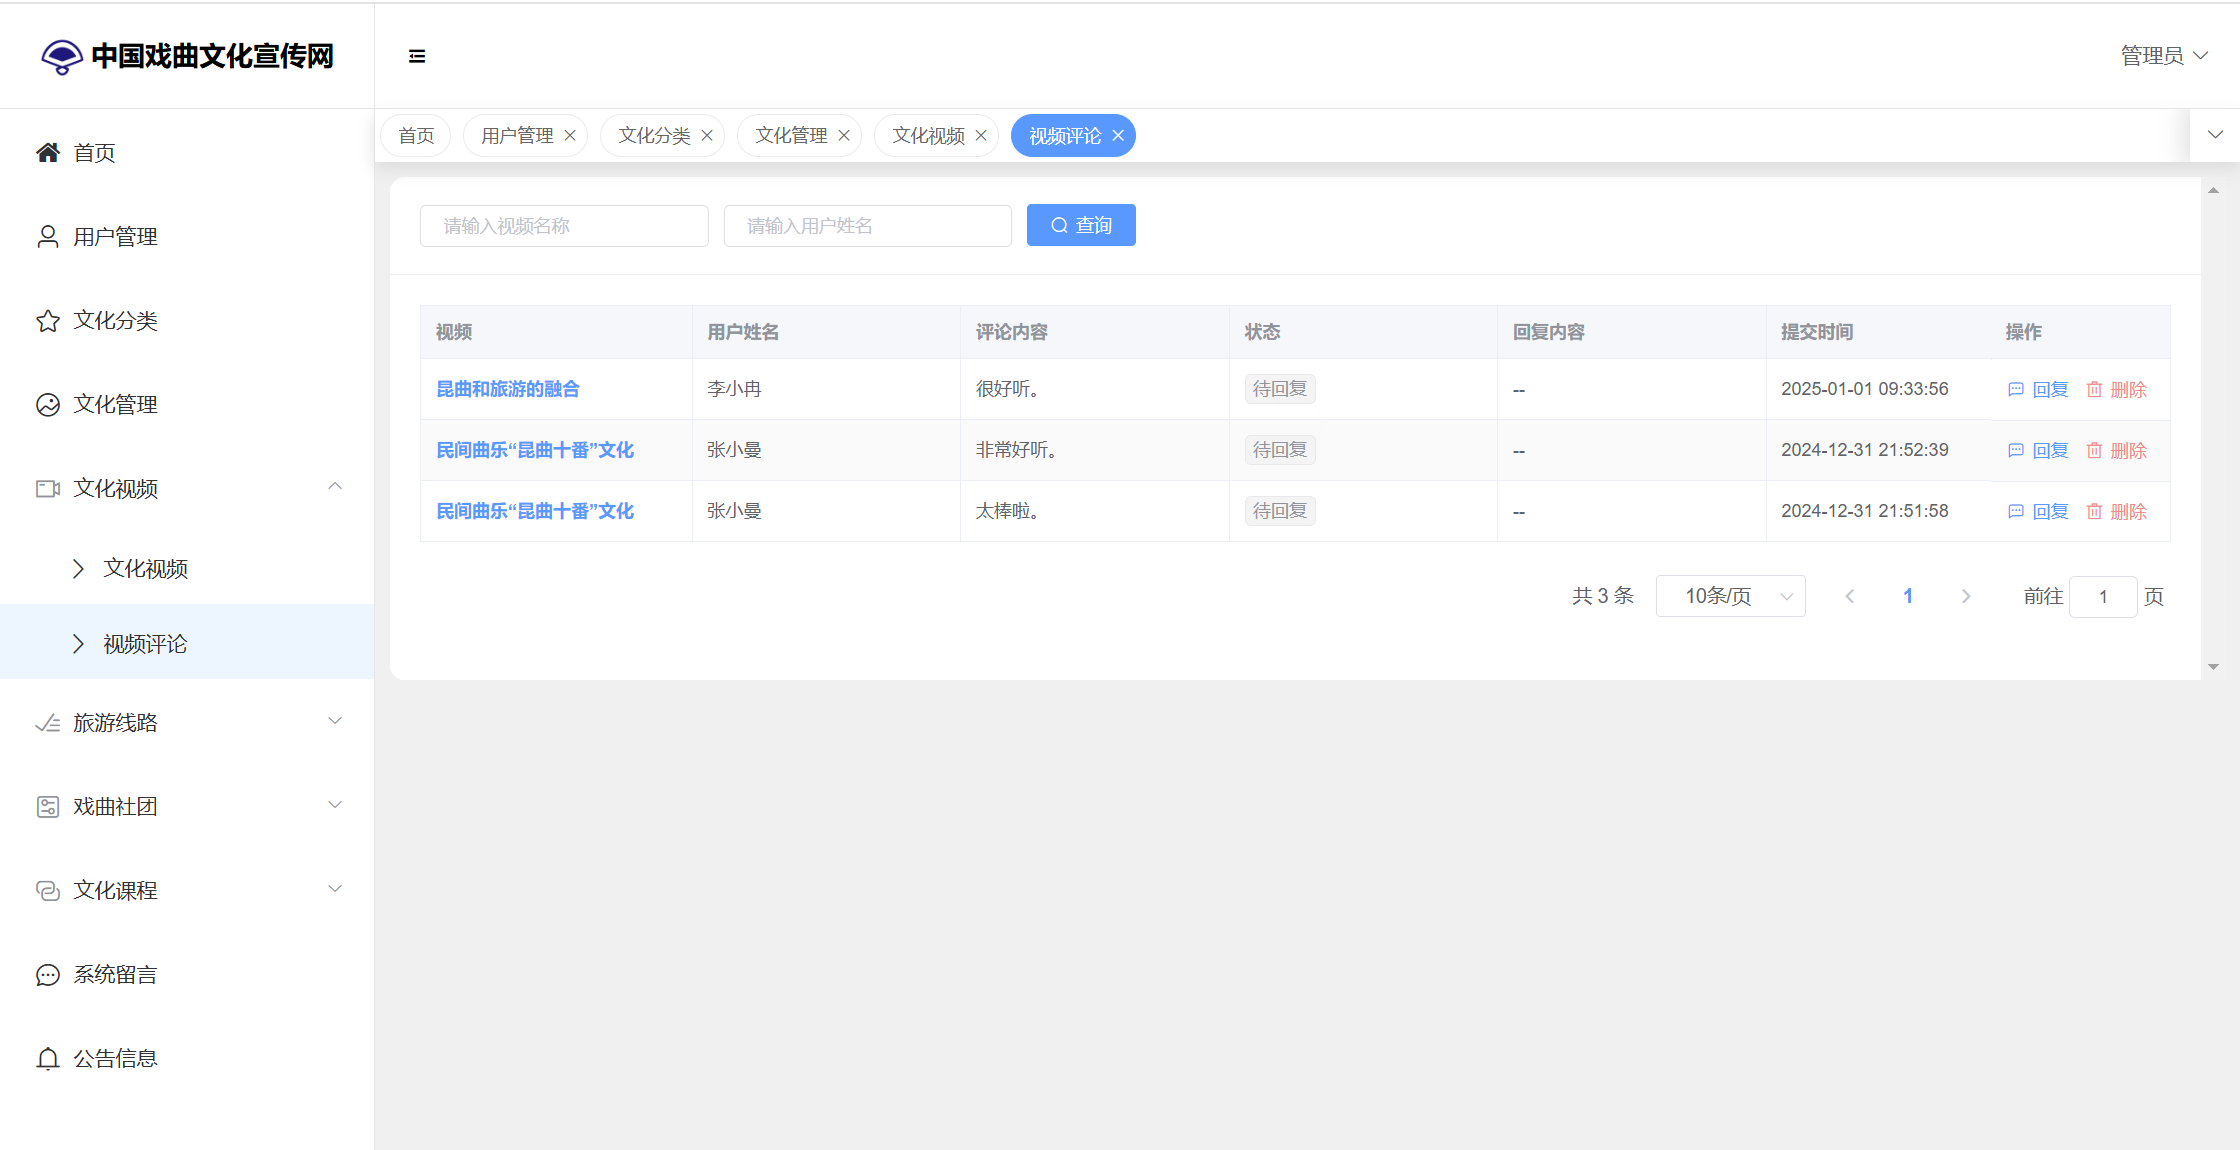 中国戏曲文化宣传网
管理员
首页
用户管理
文化分类
文化管理
文化视频
文化视频
视频评论
旅游线路
戏曲社团
文化课程
系统留言
公告信息
首页 用户管理 文化分类 文化管理 文化视频 视频评论
请输入视频名称 请输入用户姓名 查询
视频 用户姓名 评论内容 状态 回复内容 提交时间 操作
昆曲和旅游的融合 李小冉 很好听。 待回复 -- 2025-01-01 09:33:56 回复 删除
民间曲乐“昆曲十番”文化 张小曼 非常好听。 待回复 -- 2024-12-31 21:52:39 回复 删除
民间曲乐“昆曲十番”文化 张小曼 太棒啦。 待回复 -- 2024-12-31 21:51:58 回复 删除
共 3 条 10条/页 1 前往 1 页